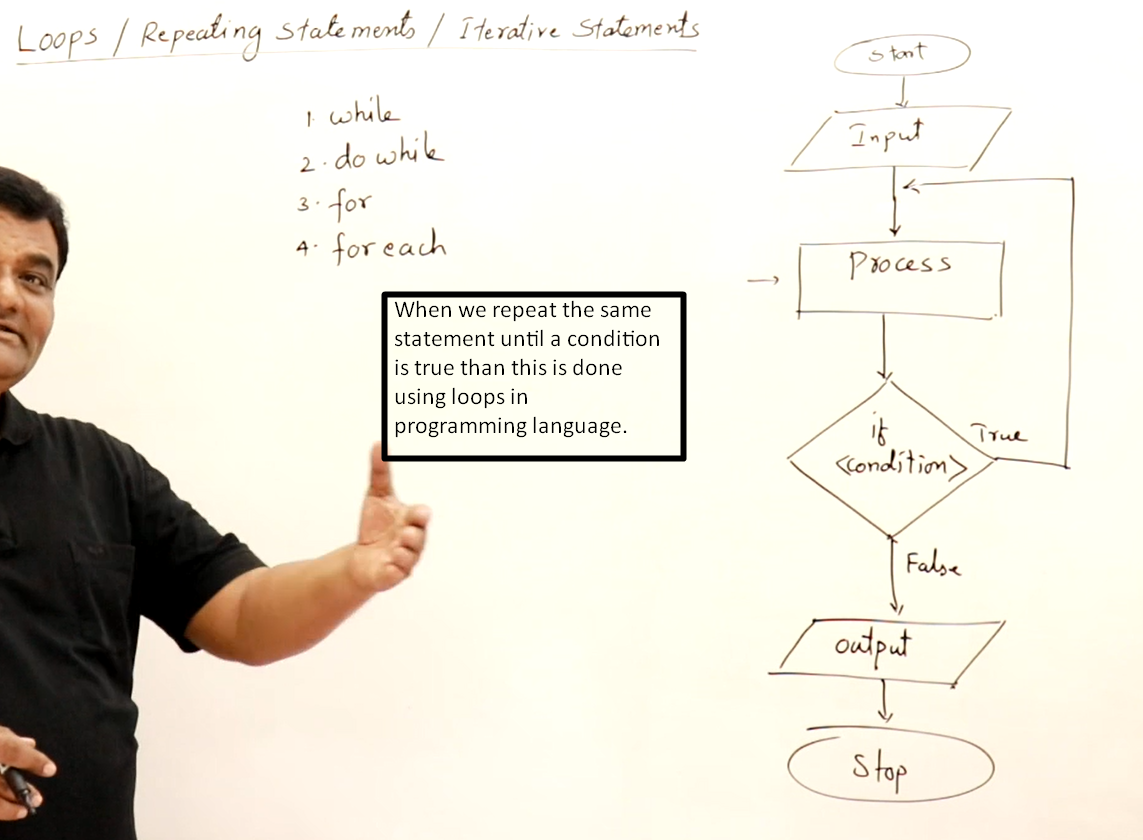 Loops / Repeating Statements / Iterative Statements
1. while
2. do while
3. for
4. for each
When we repeat the same
statement until a condition
is true than this is done
using loops in
programming language.
Start
Input
Process
if
<condition>
True
False
output
Stop